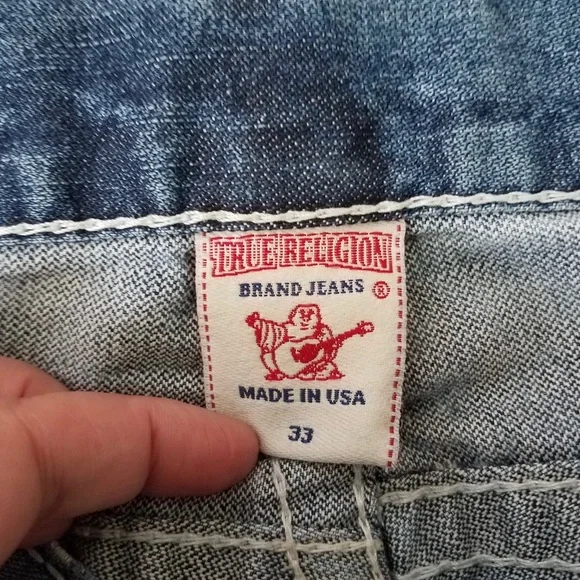 TRUE RELIGION
BRAND JEANS ®
MADE IN USA
33